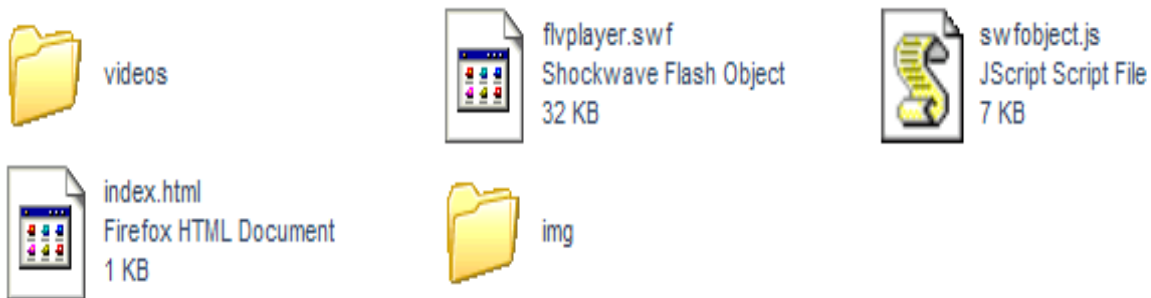 videos
flvplayer.swf
Shockwave Flash Object
32 KB
swfobject.js
JScript Script File
7 KB
index.html
Firefox HTML Document
1 KB
img